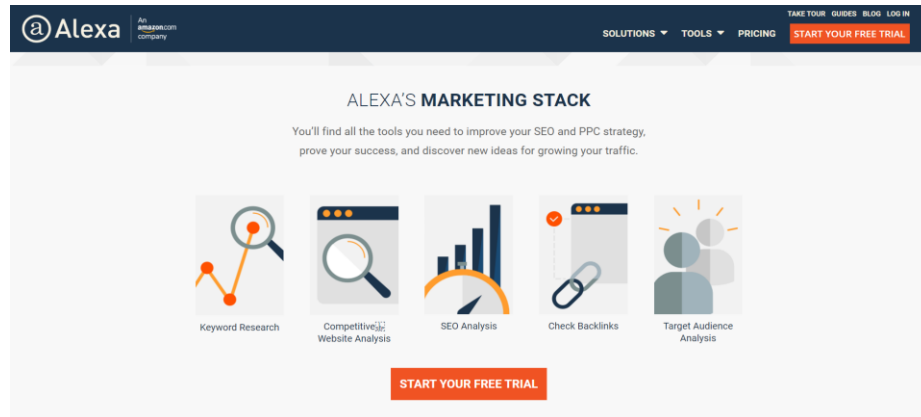 TAKE TOUR GUIDES BLOG LOG IN
@Alexa An amazon.com company
SOLUTIONS TOOLS PRICING START YOUR FREE TRIAL
ALEXA'S MARKETING STACK
You'll find all the tools you need to improve your SEO and PPC strategy,
prove your success, and discover new ideas for growing your traffic.
Keyword Research
Competitive
Website Analysis
SEO Analysis
Check Backlinks
Target Audience
Analysis
START YOUR FREE TRIAL